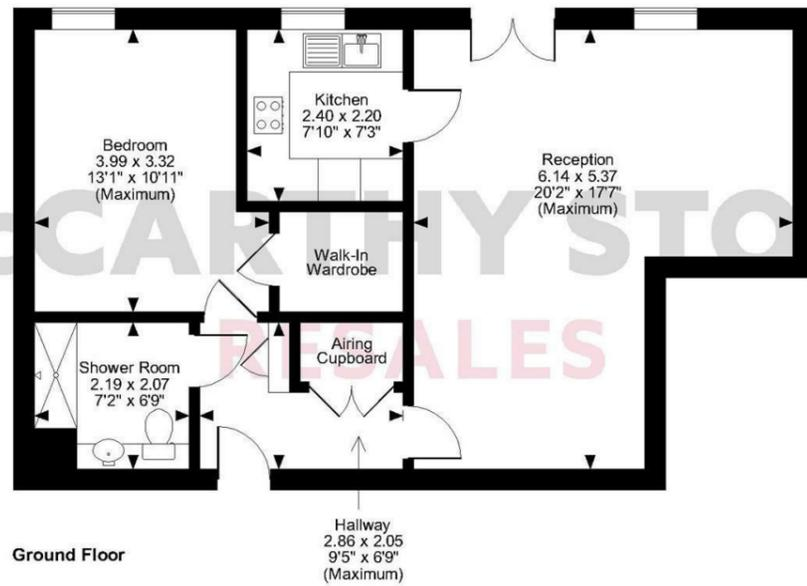 Kitchen
2.40 x 2.20
7'10" x 7'3"
Bedroom
3.99 x 3.32
13'1" x 10'11"
(Maximum)
Reception
6.14 x 5.37
20'2" x 17'7"
(Maximum)
McCARTHY STO
RESALES
Walk-In
Wardrobe
Airing
Cupboard
Shower Room
2.19 x 2.07
7'2" x 6'9"
Hallway
2.86 x 2.05
9'5" x 6'9"
(Maximum)
Ground Floor